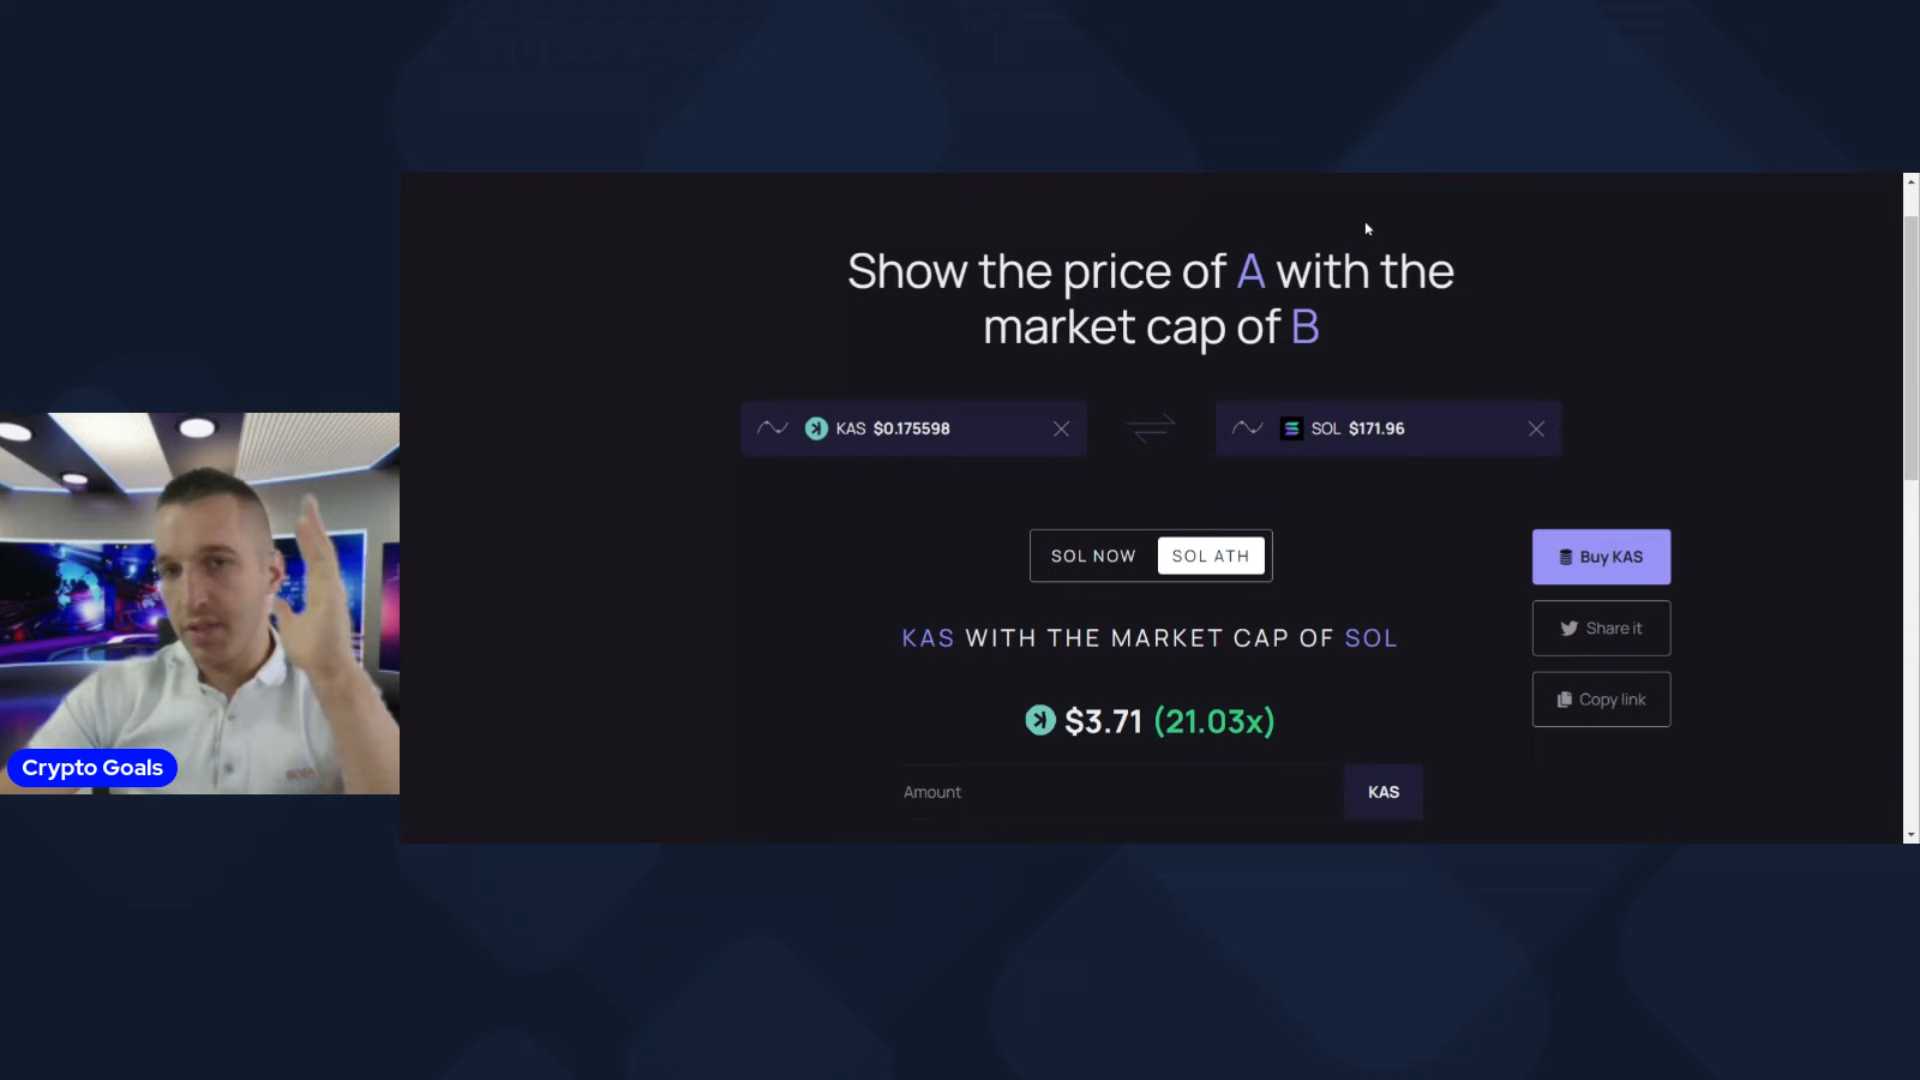 Show the price of A with the
market cap of B
KAS $0.175598
SOL $171.96
SOL NOW
SOL ATH
Buy KAS
KAS WITH THE MARKET CAP OF SOL
Share it
Copy link
$3.71 (21.03x)
Amount
KAS
Crypto Goals